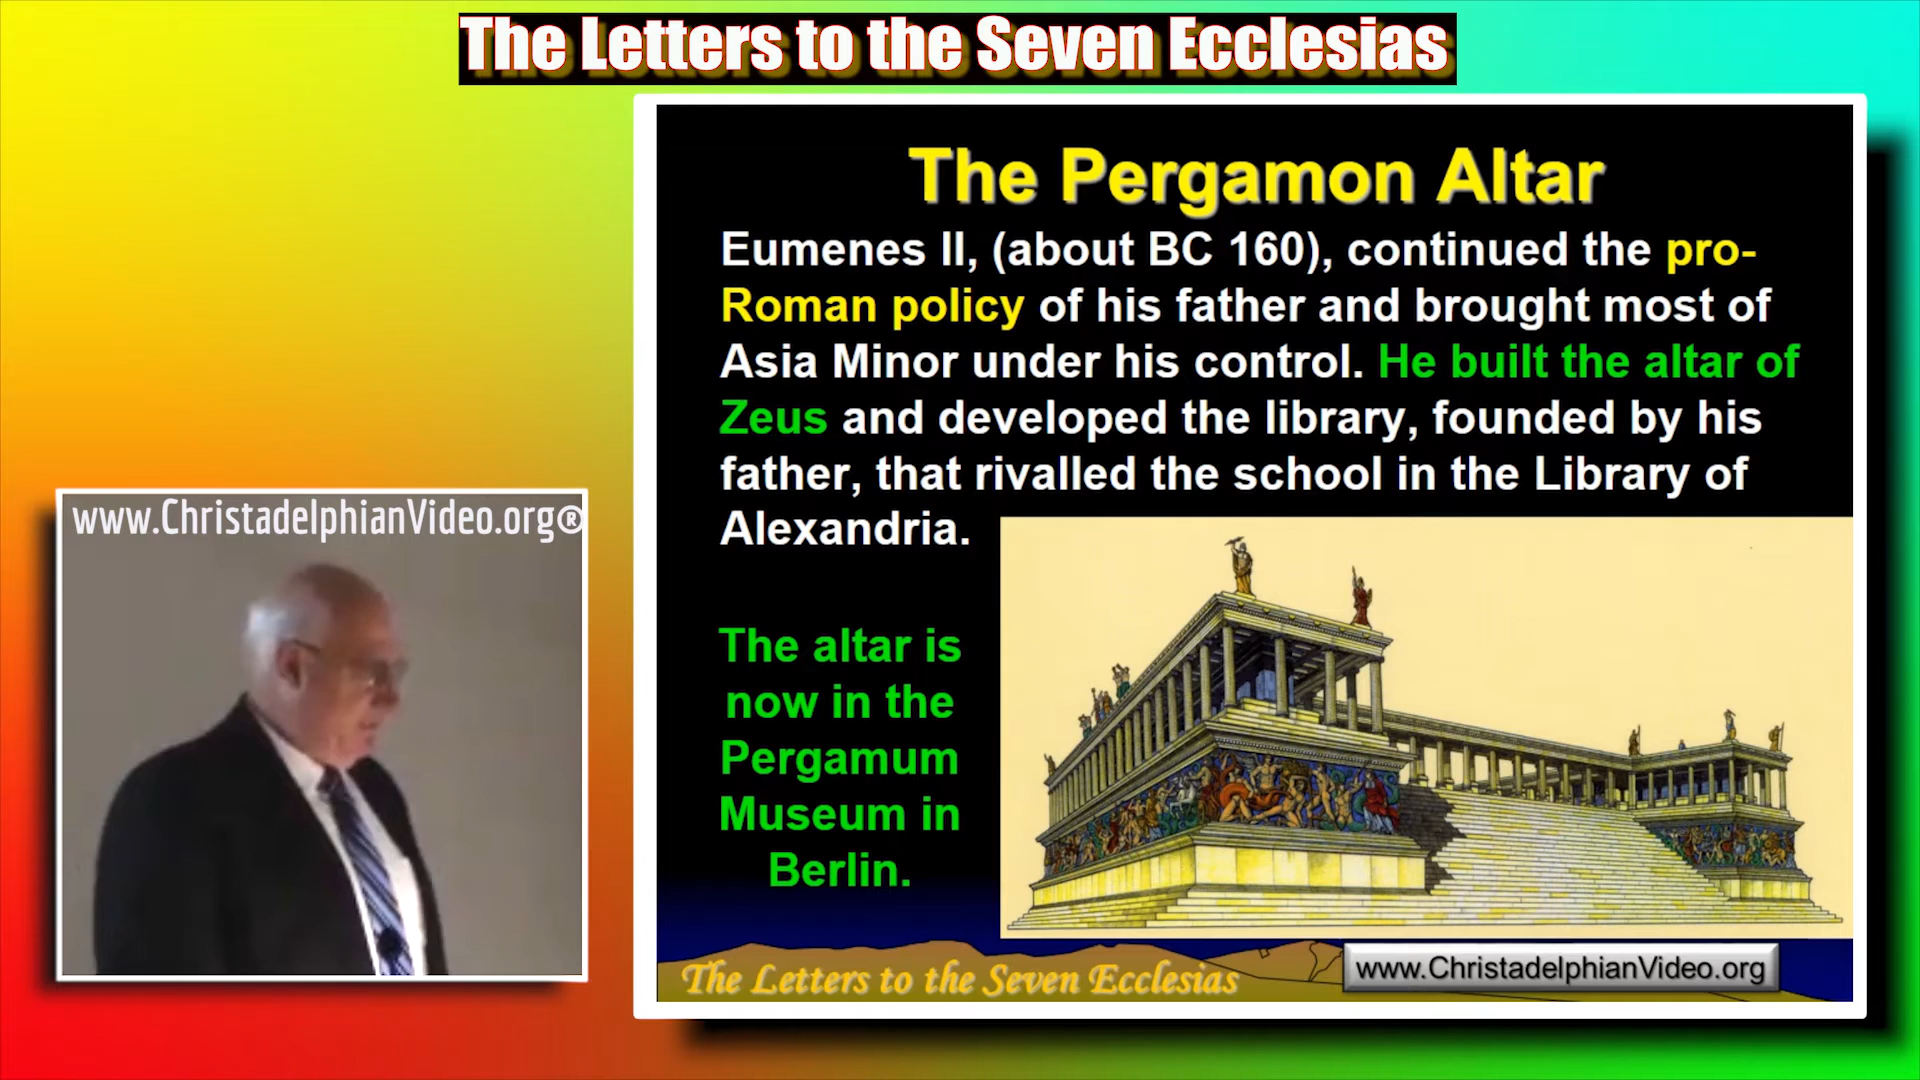 The Letters to the Seven Ecclesias
The Pergamon Altar
Eumenes II, (about BC 160), continued the pro-
Roman policy of his father and brought most of
Asia Minor under his control. He built the altar of
Zeus and developed the library, founded by his
father, that rivalled the school in the Library of
Alexandria.
The altar is
now in the
Pergamum
Museum in
Berlin.
The Letters to the Seven Ecclesias
www.ChristadelphianVideo.org
www.ChristadelphianVideo.org®